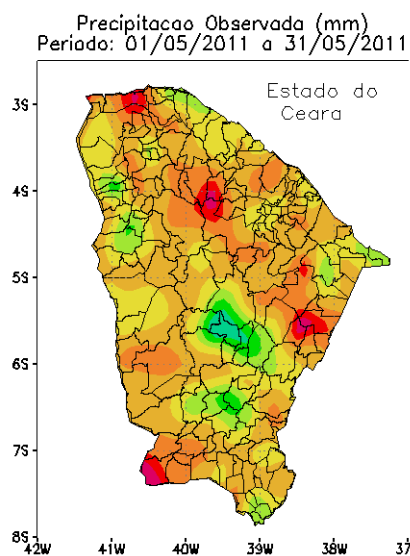 Precipitacao Observada (mm)
Periodo: 01/05/2011 a 31/05/2011
Estado do
Ceara
3S
4S
5S
6S
7S
8S
42W
41W
40W
39W
38W
37